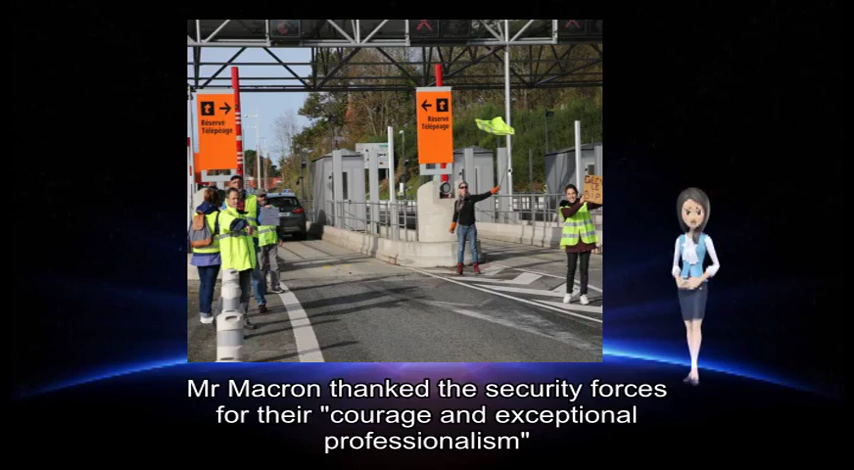 Réservé
Télépéage
Réservé
Télépéage
Mr Macron thanked the security forces
for their "courage and exceptional
professionalism"